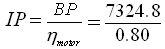 IP = BP / η_motor = 7324.8 / 0.80